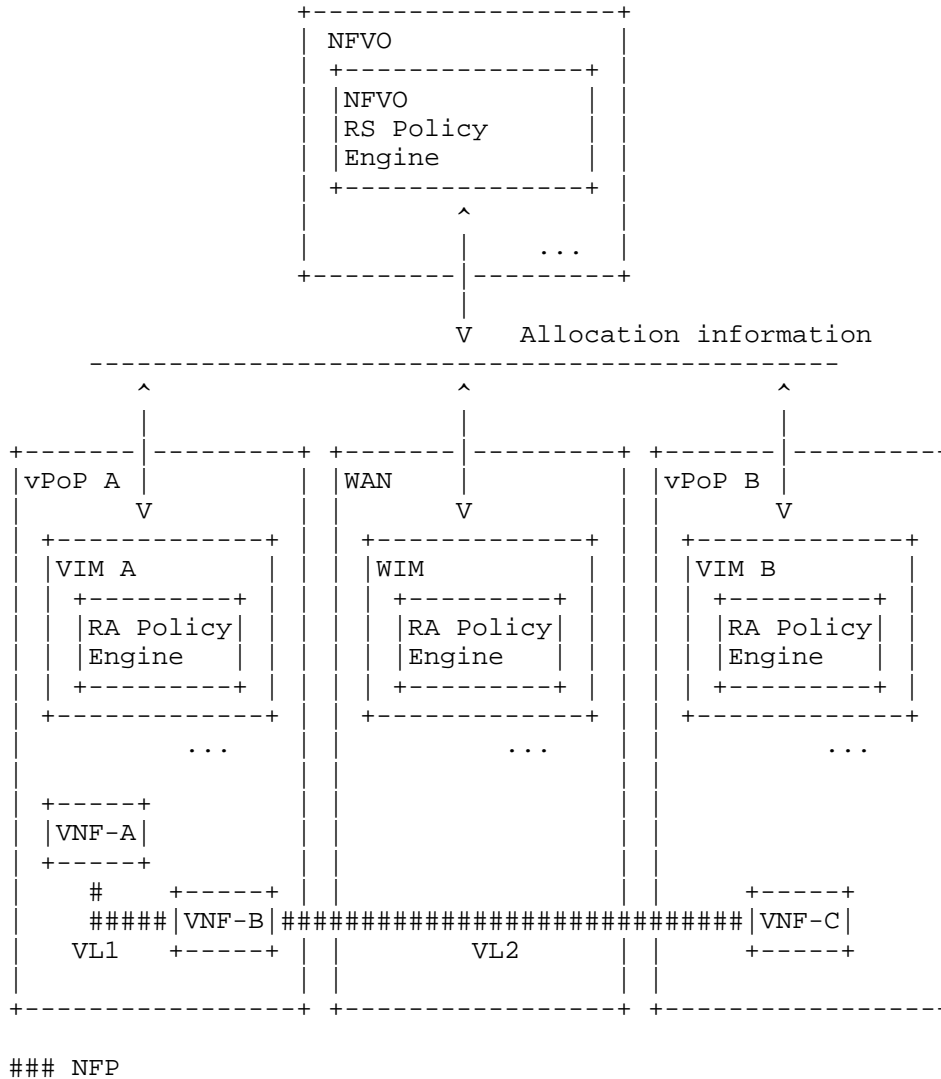 NFVO
NFVO
RS Policy
Engine
...
V Allocation information
vPoP A WAN vPoP B
V V V
VIM A WIM VIM B
RA Policy RA Policy RA Policy
Engine Engine Engine
... ... ...
VNF-A
#
#####|VNF-B|#############################|VNF-C|
VL1 VL2
### NFP